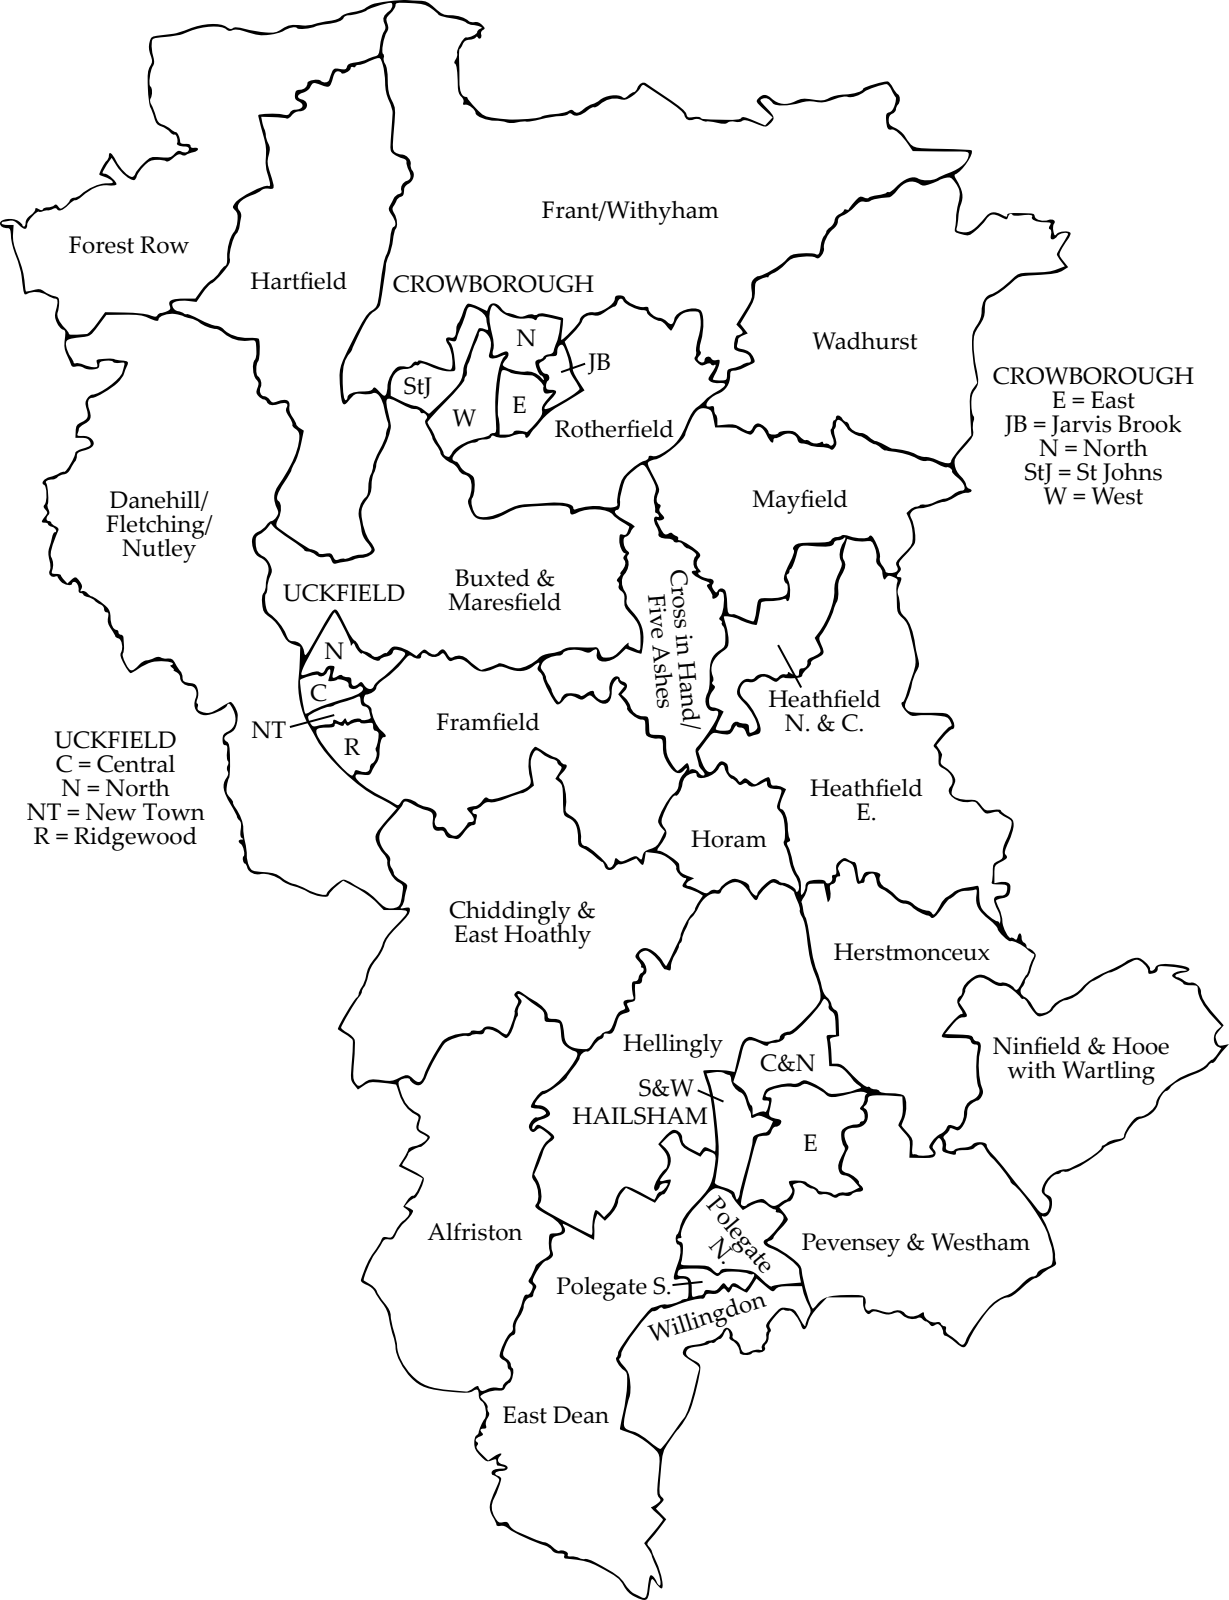 Frant/Withyham
Forest Row
Hartfield
CROWBOROUGH
N
JB
StJ
W
E
Rotherfield
Wadhurst
CROWBOROUGH
E = East
JB = Jarvis Brook
N = North
StJ = St Johns
W = West
Danehill/
Fletching/
Nutley
Mayfield
UCKFIELD
Buxted &
Maresfield
Cross in Hand/
Five Ashes
N
C
NT
R
Framfield
Heathfield
N. & C.
UCKFIELD
C = Central
N = North
NT = New Town
R = Ridgewood
Heathfield
E.
Horam
Chiddingly &
East Hoathly
Herstmonceux
Hellingly
C&N
Ninfield & Hooe
with Wartling
S&W
HAILSHAM
E
Alfriston
Polegate
N.
Pevensey & Westham
Polegate S.
Willingdon
East Dean